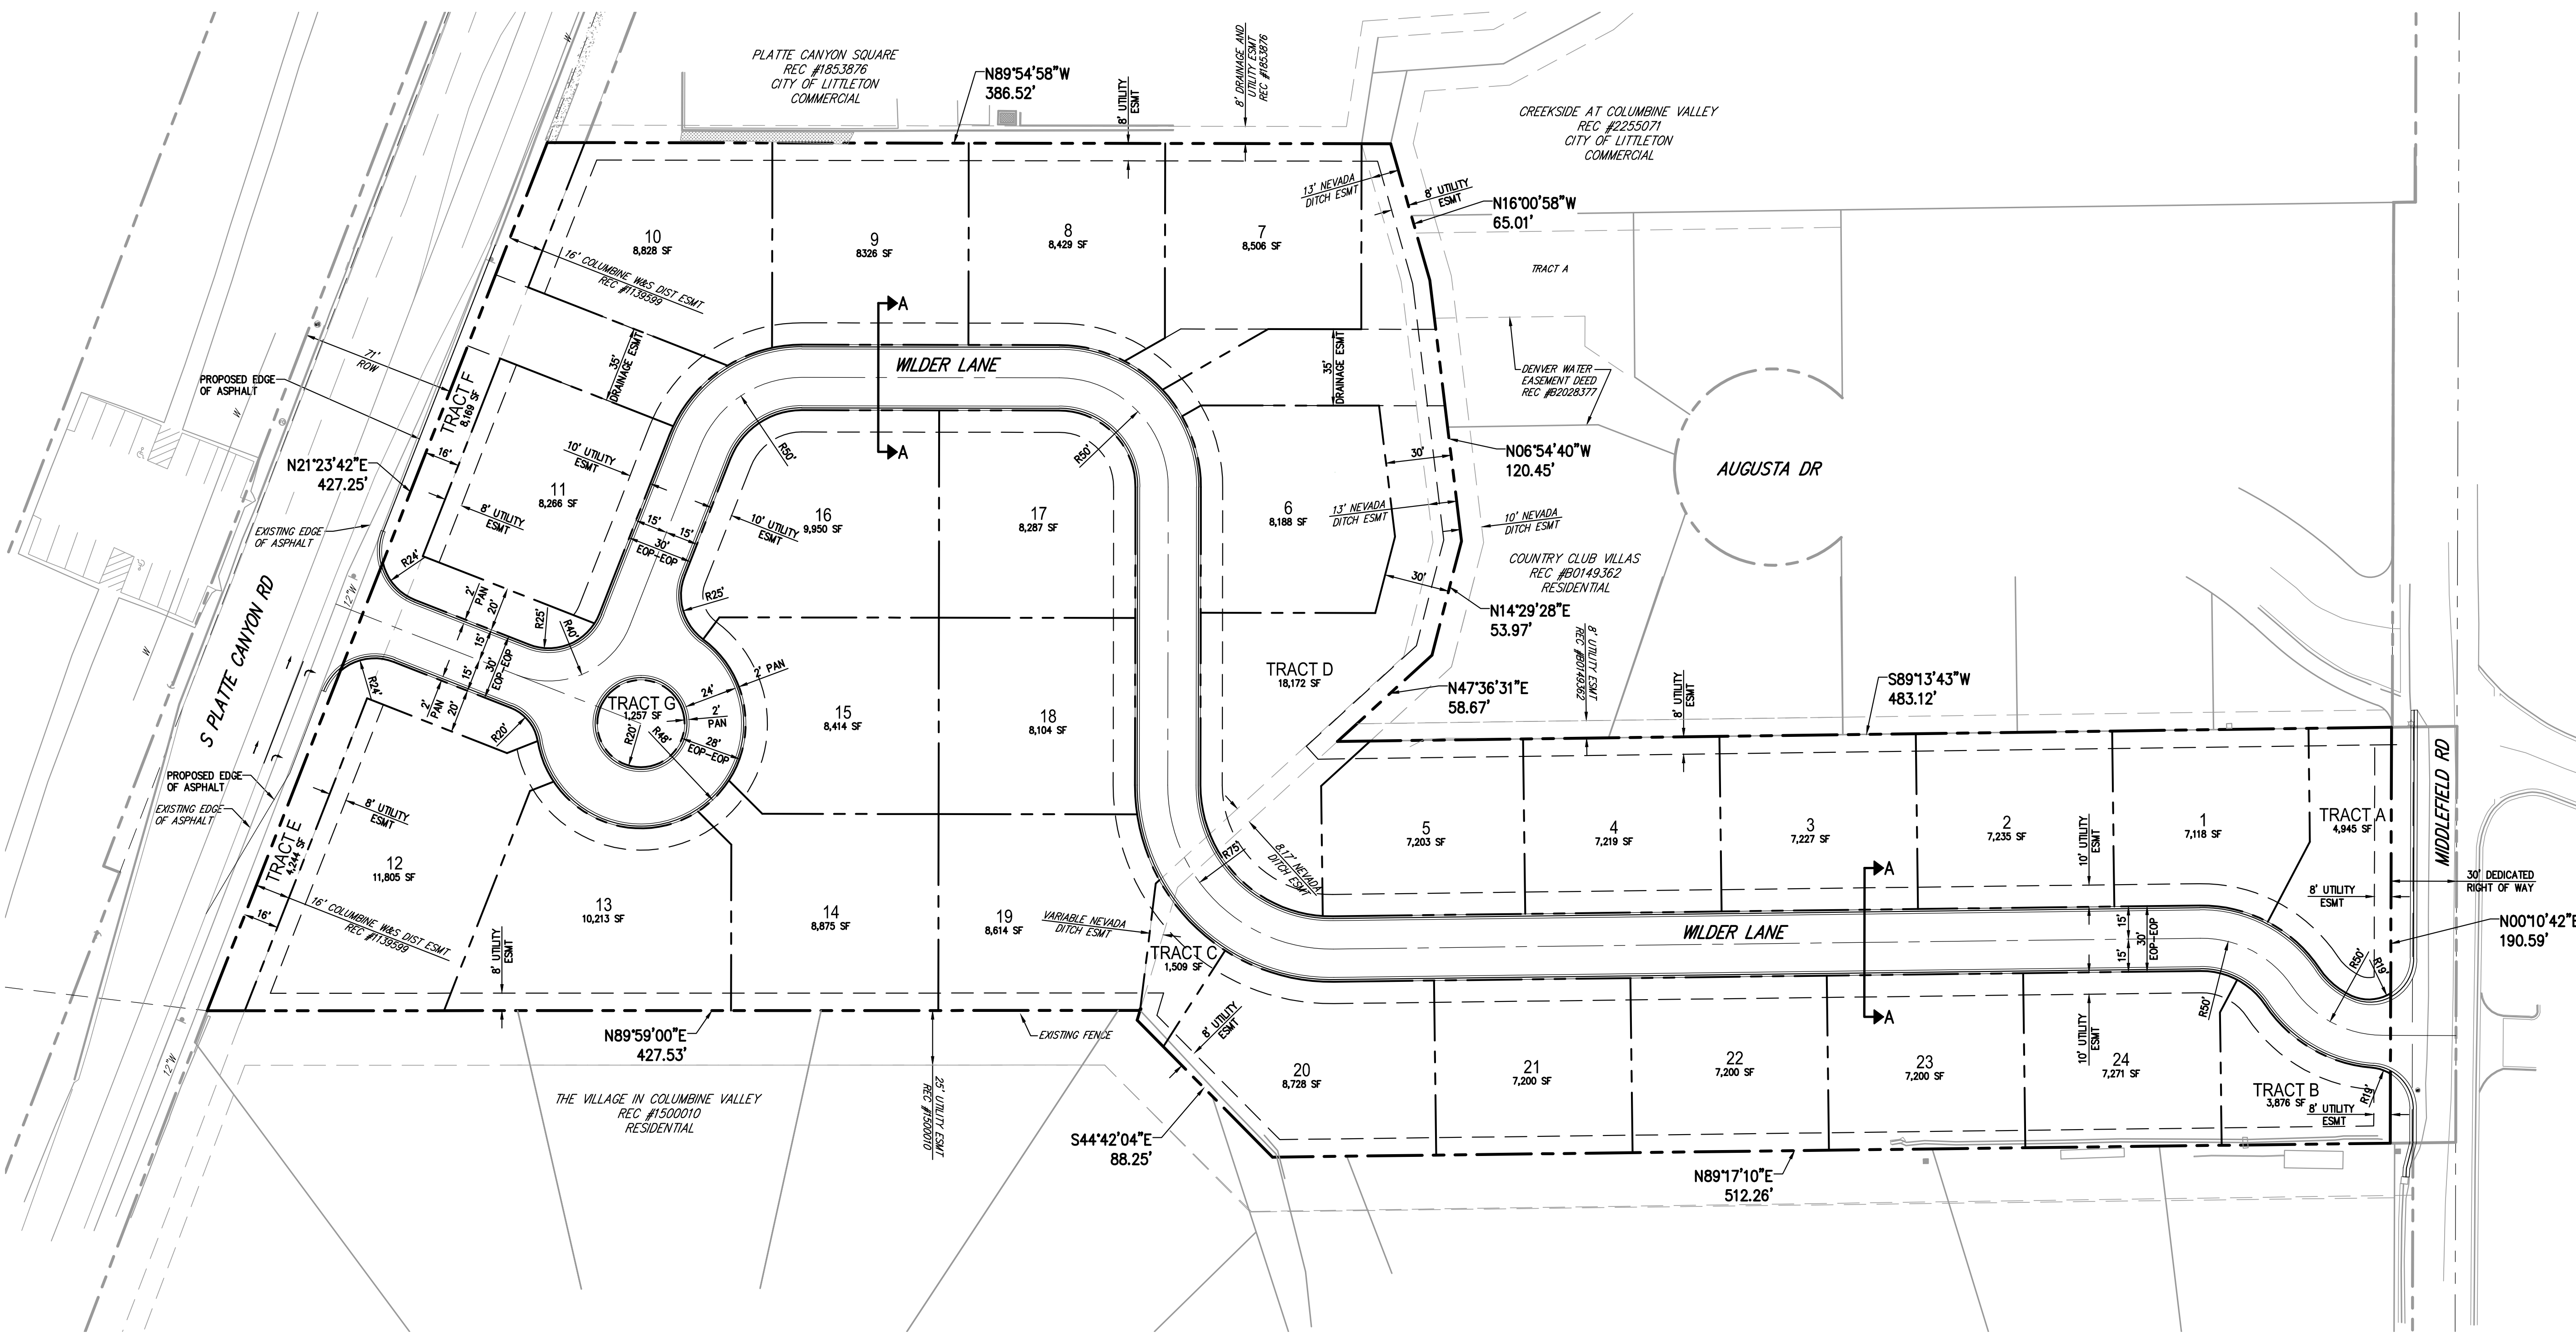 PLATTE CANYON SQUARE
REC #1853876
CITY OF LITTLETON
COMMERCIAL
N89°54'58"W
386.52'
8' UTILITY
ESMT
8' DRAINAGE AND
UTILITY ESMT
REC #1853876
CREEKSIDE AT COLUMBINE VALLEY
REC #2255071
CITY OF LITTLETON
COMMERCIAL
W
13' NEVADA
DITCH ESMT
8' UTILITY
ESMT
N16°00'58"W
65.01'
10
8,828 SF
9
8326 SF
8
8,429 SF
7
8,506 SF
16' COLUMBINE W&S DIST ESMT
REC #1139599
TRACT A
A
A
71'
ROW
PROPOSED EDGE
OF ASPHALT
TRACT F
8,169 SF
35'
DRAINAGE ESMT
WILDER LANE
35'
DRAINAGE ESMT
DENVER WATER
EASEMENT DEED
REC #B2028377
W
16'
N21°23'42"E
427.25'
10' UTILITY
ESMT
R50'
R50'
30'
N06°54'40"W
120.45'
AUGUSTA DR
11
8,266 SF
8' UTILITY
ESMT
16
9,950 SF
10' UTILITY
ESMT
17
8,287 SF
6
8,188 SF
13' NEVADA
DITCH ESMT
10' NEVADA
DITCH ESMT
EXISTING EDGE
OF ASPHALT
15'
15'
30'
EOP-EOP
COUNTRY CLUB VILLAS
REC #B0149362
RESIDENTIAL
R24'
12"W
S PLATTE CANYON RD
2'
PAN
20'
R25'
R40'
R25'
30'
N14°29'28"E
53.97'
W
15'
15'
30'
EOP-EOP
2'
PAN
20'
R24'
R20'
TRACT G
1,257 SF
R20'
R48'
24'
2' PAN
2'
PAN
28'
EOP-EOP
TRACT D
18,172 SF
N47°36'31"E
58.67'
8' UTILITY ESMT
REC #B0149362
8' UTILITY
ESMT
S89°13'43"W
483.12'
15
8,414 SF
18
8,104 SF
PROPOSED EDGE
OF ASPHALT
EXISTING EDGE
OF ASPHALT
8' UTILITY
ESMT
TRACT E
4,244 SF
12
11,805 SF
16'
16' COLUMBINE W&S DIST ESMT
REC #1139599
13
10,213 SF
8' UTILITY
ESMT
14
8,875 SF
19
8,614 SF
VARIABLE NEVADA
DITCH ESMT
TRACT C
1,509 SF
R75'
8.17' NEVADA
DITCH ESMT
5
7,203 SF
4
7,219 SF
3
7,227 SF
2
7,235 SF
1
7,118 SF
TRACT A
4,945 SF
MIDDLEFIELD RD
10' UTILITY
ESMT
A
A
30' DEDICATED
RIGHT OF WAY
8' UTILITY
ESMT
N00°10'42"E
190.59'
WILDER LANE
15'
15'
30'
EOP-EOP
R50'
R50'
R19'
N89°59'00"E
427.53'
EXISTING FENCE
8' UTILITY
ESMT
10' UTILITY
ESMT
12"W
THE VILLAGE IN COLUMBINE VALLEY
REC #1500010
RESIDENTIAL
25' UTILITY ESMT
REC #1500010
20
8,728 SF
21
7,200 SF
22
7,200 SF
23
7,200 SF
24
7,271 SF
TRACT B
3,876 SF
R19'
8' UTILITY
ESMT
S44°42'04"E
88.25'
N89°17'10"E
512.26'